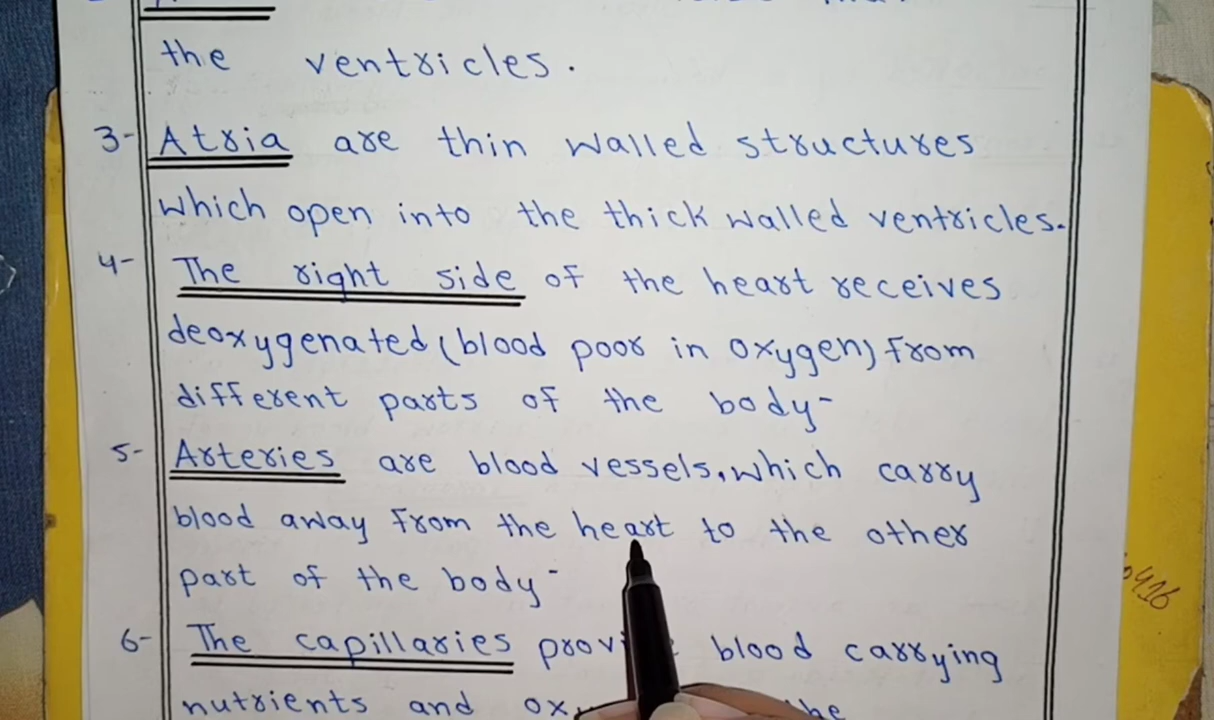 the ventricles.
3- Atria are thin walled structures
which open into the thick walled ventricles.
4- The right side of the heart receives
deoxygenated (blood poor in oxygen) from
different parts of the body-
5- Arteries are blood vessels, which carry
blood away from the heart to the other
part of the body-
6- The capillaries blood carrying
nutrients and